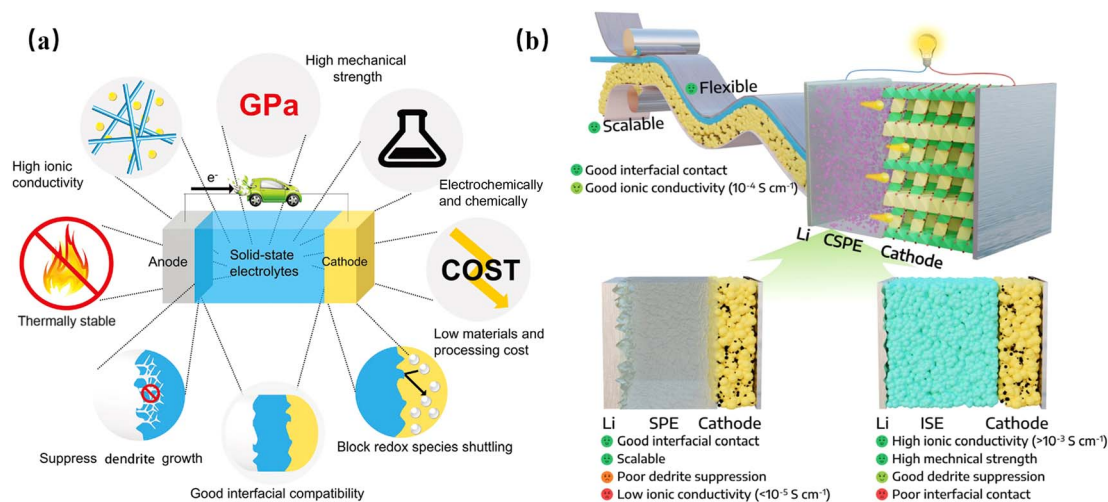 (a)
High mechanical
strength
GPa
High ionic
conductivity
e-
Electrochemically
and chemically
Anode
Solid-state
electrolytes
Cathode
COST
Thermally stable
Low materials and
processing cost
Block redox species shuttling
Suppress dendrite growth
Good interfacial compatibility
(b)
Flexible
Scalable
Good interfacial contact
Good ionic conductivity (10⁻⁴ S cm⁻¹)
Li CSPE Cathode
Li SPE Cathode
Good interfacial contact
Scalable
Poor dedrite suppression
Low ionic conductivity (<10⁻⁵ S cm⁻¹)
Li ISE Cathode
High ionic conductivity (>10⁻³ S cm⁻¹)
High mechnical strength
Good dedrite suppression
Poor interfacial contact